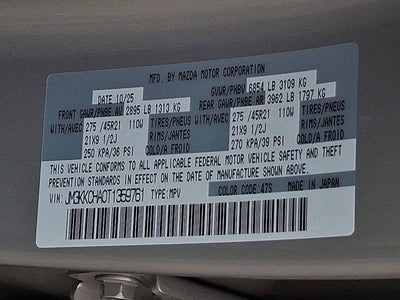 MFD. BY MAZDA MOTOR CORPORATION
DATE 10/25 GVWR/PNBV 6854 LB 3109 KG
FRONT GAWR/PNBE AV 2895 LB 1313 KG REAR GAWR/PNBE AR 3962 LB 1797 KG
WITH/AVEC 275 /45R21 110W TIRES/PNEUS WITH/AVEC 275 /45R21 110W TIRES/PNEUS
21X9 1/2J RIMS/JANTES 21X9 1/2J RIMS/JANTES
250 KPA/36 PSI COLD/A FROID 270 KPA/39 PSI COLD/A FROID
THIS VEHICLE CONFORMS TO ALL APPLICABLE FEDERAL MOTOR VEHICLE SAFETY AND THEFT
PREVENTION STANDARDS IN EFFECT ON THE DATE OF MANUFACTURE SHOWN ABOVE.
COLOR CODE:47S MADE IN JAPAN
VIN: JM3KKCHA0T1359761 TYPE:MPV